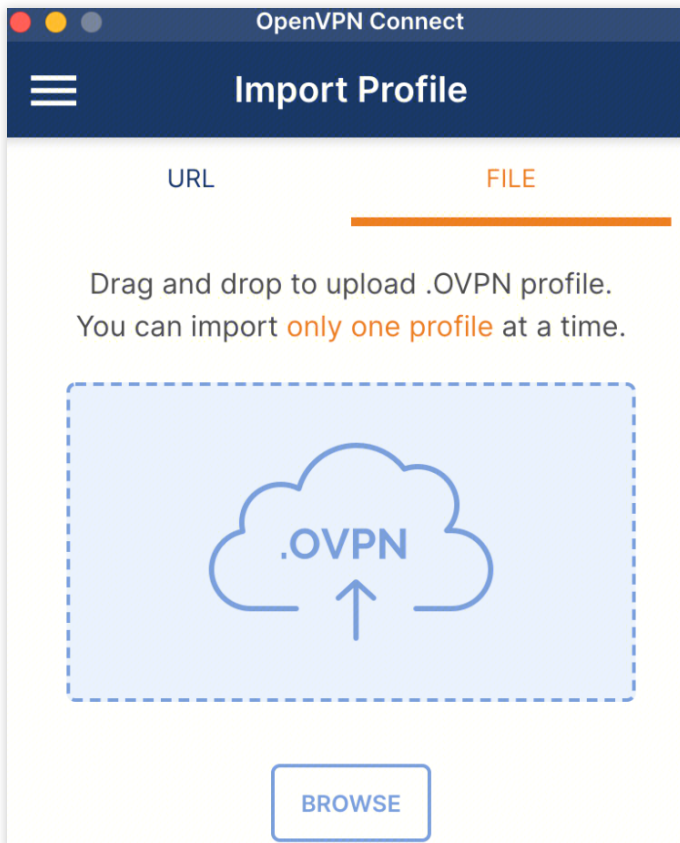 OpenVPN Connect
Import Profile
URL
FILE
Drag and drop to upload .OVPN profile.
You can import only one profile at a time.
.OVPN
BROWSE